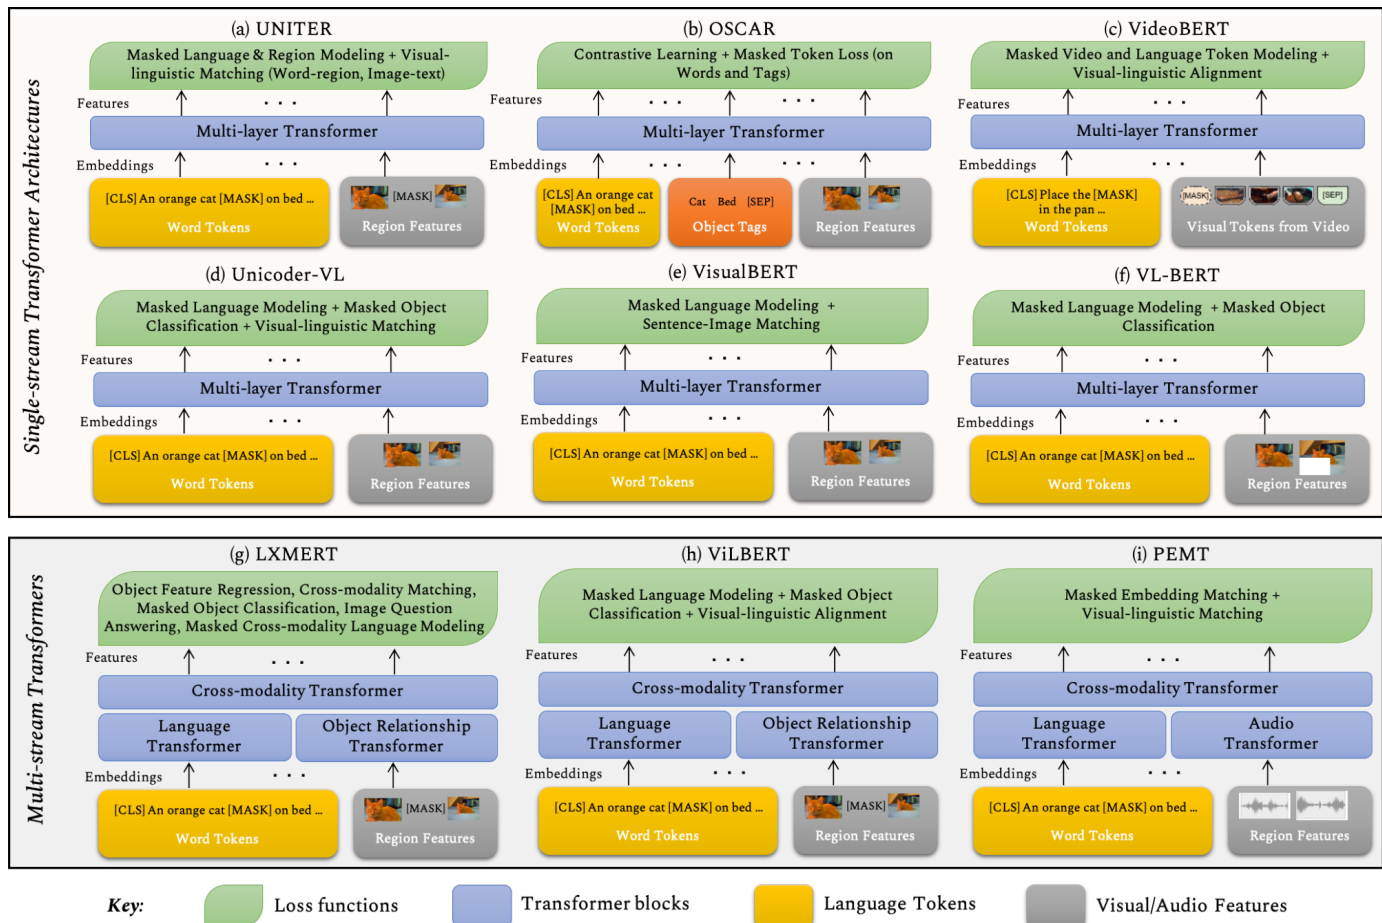 Single-stream Transformer Architectures
(a) UNITER
Masked Language & Region Modeling + Visual-
linguistic Matching (Word-region, Image-text)
Features
. . .
Multi-layer Transformer
Embeddings
. . .
[CLS] An orange cat [MASK] on bed ...
Word Tokens
[MASK]
Region Features
(b) OSCAR
Contrastive Learning + Masked Token Loss (on
Words and Tags)
Features
. . .
. . .
Multi-layer Transformer
Embeddings
. . .
. . .
[CLS] An orange cat
[MASK] on bed ...
Word Tokens
Cat Bed [SEP]
Object Tags
Region Features
(c) VideoBERT
Masked Video and Language Token Modeling +
Visual-linguistic Alignment
Features
. . .
Multi-layer Transformer
Embeddings
. . .
[CLS] Place the [MASK]
in the pan ...
Word Tokens
[MASK]
[SEP]
Visual Tokens from Video
(d) Unicoder-VL
Masked Language Modeling + Masked Object
Classification + Visual-linguistic Matching
Features
. . .
Multi-layer Transformer
Embeddings
. . .
[CLS] An orange cat [MASK] on bed ...
Word Tokens
Region Features
(e) VisualBERT
Masked Language Modeling +
Sentence-Image Matching
Features
. . .
Multi-layer Transformer
Embeddings
. . .
[CLS] An orange cat [MASK] on bed ...
Word Tokens
Region Features
(f) VL-BERT
Masked Language Modeling + Masked Object
Classification
Features
. . .
Multi-layer Transformer
Embeddings
. . .
[CLS] An orange cat [MASK] on bed ...
Word Tokens
Region Features
Multi-stream Transformers
(g) LXMERT
Object Feature Regression, Cross-modality Matching,
Masked Object Classification, Image Question
Answering, Masked Cross-modality Language Modeling
Features
. . .
Cross-modality Transformer
Language
Transformer
Object Relationship
Transformer
Embeddings
. . .
[CLS] An orange cat [MASK] on bed ...
Word Tokens
[MASK]
Region Features
(h) ViLBERT
Masked Language Modeling + Masked Object
Classification + Visual-linguistic Alignment
Features
. . .
Cross-modality Transformer
Language
Transformer
Object Relationship
Transformer
Embeddings
. . .
[CLS] An orange cat [MASK] on bed ...
Word Tokens
[MASK]
Region Features
(i) PEMT
Masked Embedding Matching +
Visual-linguistic Matching
Features
. . .
Cross-modality Transformer
Language
Transformer
Audio
Transformer
Embeddings
. . .
[CLS] An orange cat [MASK] on bed ...
Word Tokens
Region Features
Key:
Loss functions
Transformer blocks
Language Tokens
Visual/Audio Features